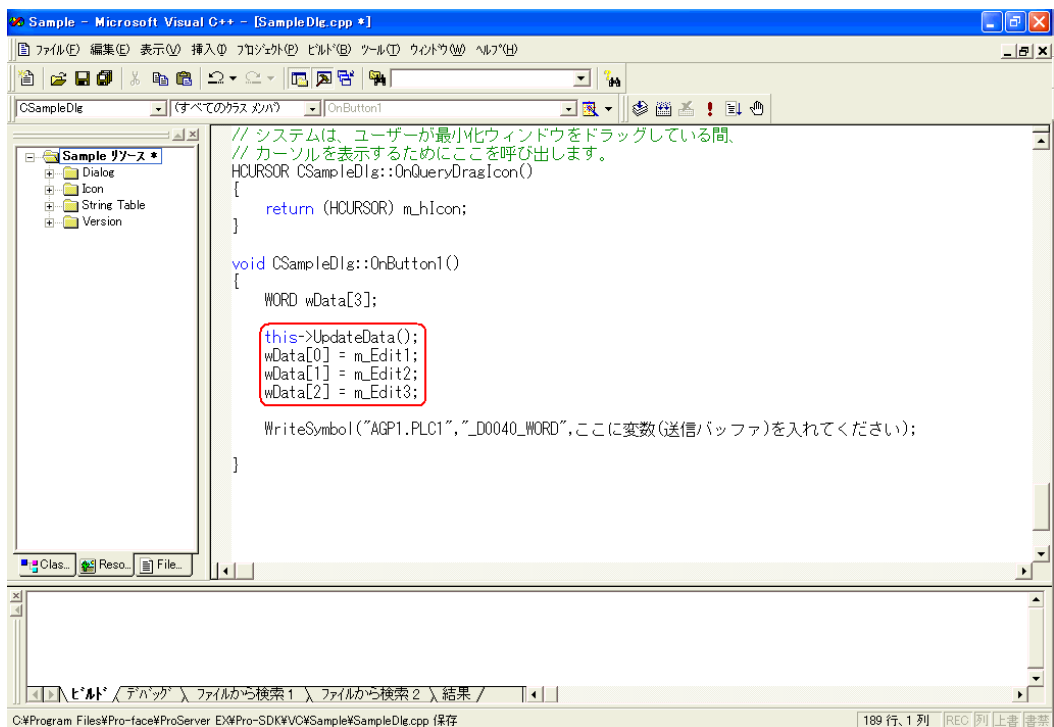 Sample - Microsoft Visual C++ - [SampleDlg.cpp *]
ファイル(F) 編集(E) 表示(V) 挿入(I) プロジェクト(P) ビルド(B) ツール(T) ウィンドウ(W) ヘルプ(H)
CSampleDlg (すべてのクラス メンバ) OnButton1
Sample リソース *
Dialog
Icon
String Table
Version
// システムは、ユーザーが最小化ウィンドウをドラッグしている間、
// カーソルを表示するためにここを呼び出します。
HCURSOR CSampleDlg::OnQueryDragIcon()
{
return (HCURSOR) m_hIcon;
}
void CSampleDlg::OnButton1()
{
WORD wData[3];
this->UpdateData();
wData[0] = m_Edit1;
wData[1] = m_Edit2;
wData[2] = m_Edit3;
WriteSymbol("AGP1.PLC1","_D0040_WORD",ここに変数(送信バッファ)を入れてください);
}
Clas... Reso... File...
ビルド デバッグ ファイルから検索 1 ファイルから検索 2 結果
C:¥Program Files¥Pro-face¥ProServer EX¥Pro-SDK¥VC¥Sample¥SampleDlg.cpp 保存 189 行、1 列 REC 列 上書 書禁